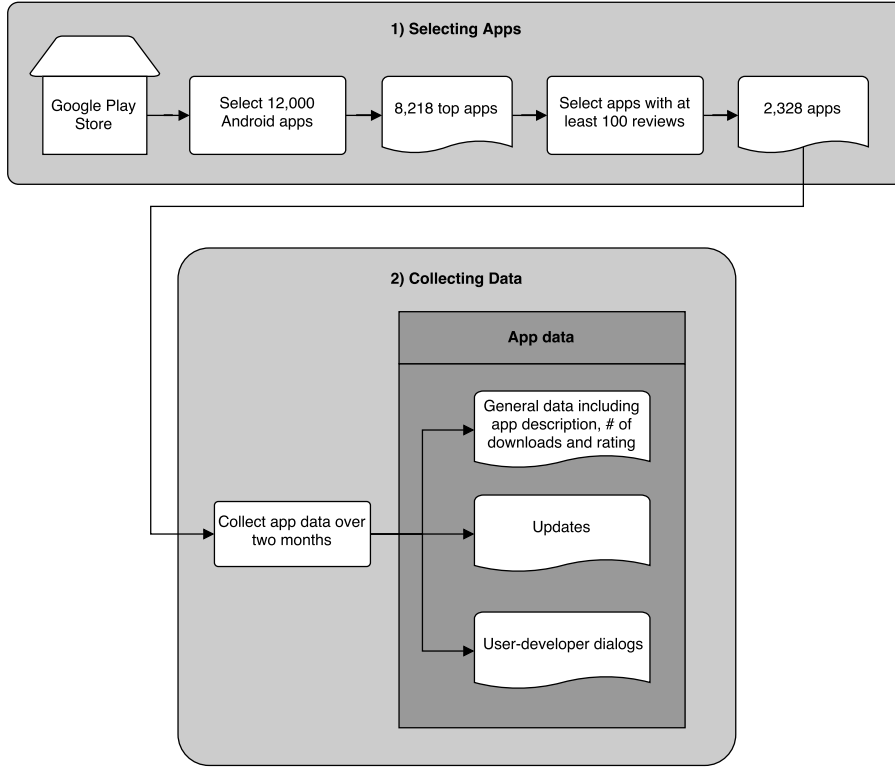 1) Selecting Apps
Google Play
Store
Select 12,000
Android apps
8,218 top apps
Select apps with at
least 100 reviews
2,328 apps
2) Collecting Data
App data
General data including
app description, # of
downloads and rating
Collect app data over
two months
Updates
User-developer dialogs